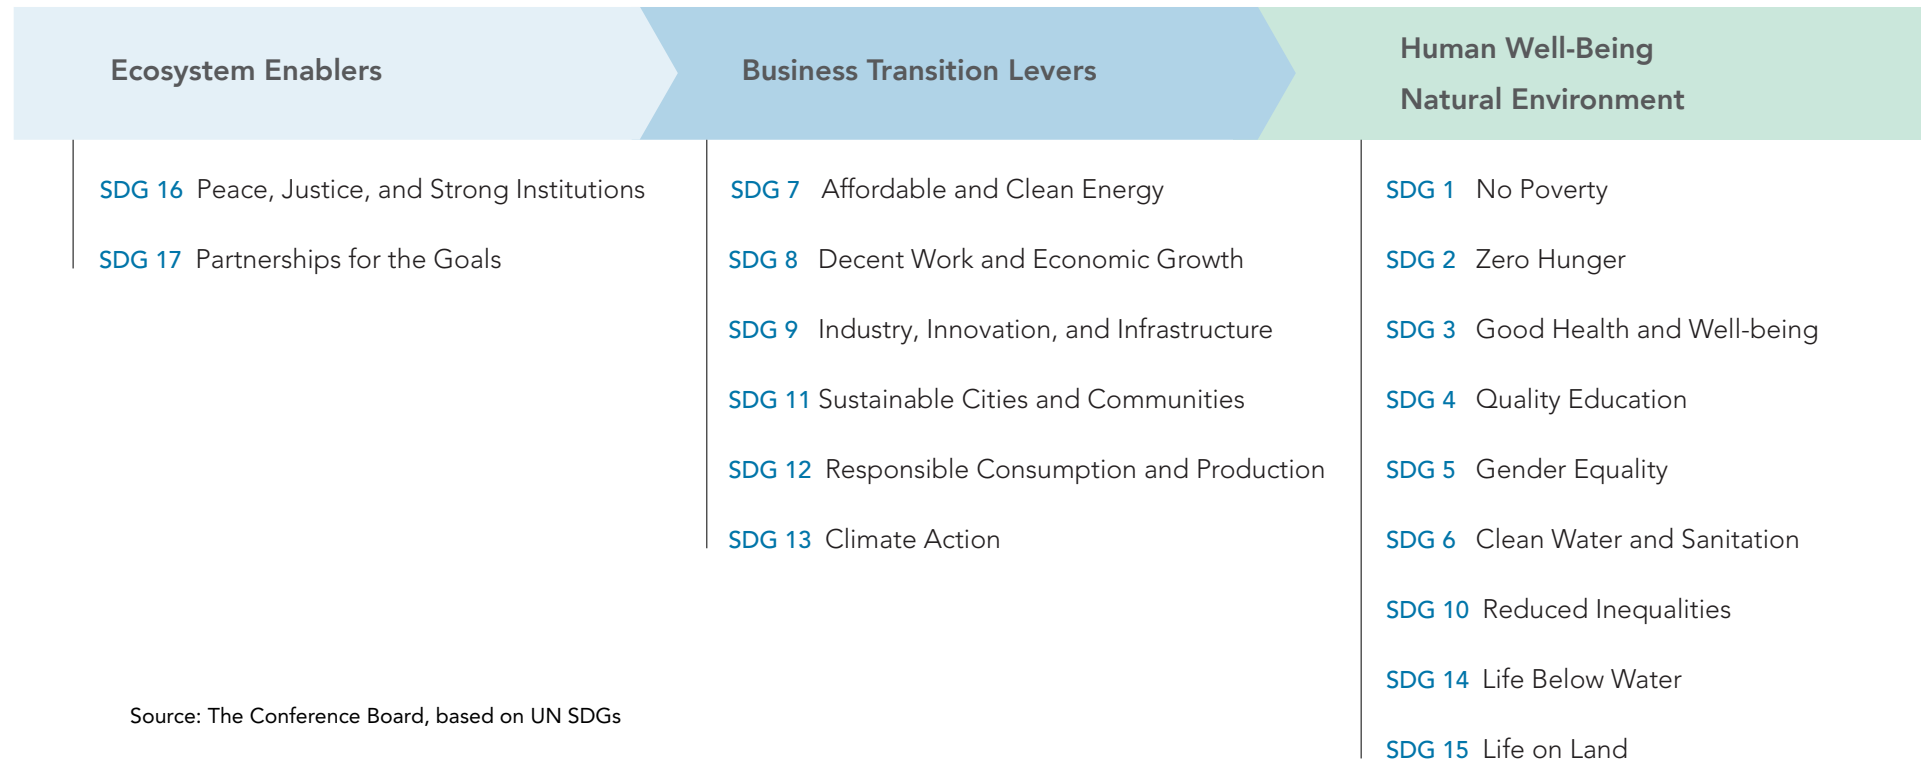 Ecosystem Enablers
SDG 16 Peace, Justice, and Strong Institutions
SDG 17 Partnerships for the Goals
Business Transition Levers
SDG 7 Affordable and Clean Energy
SDG 8 Decent Work and Economic Growth
SDG 9 Industry, Innovation, and Infrastructure
SDG 11 Sustainable Cities and Communities
SDG 12 Responsible Consumption and Production
SDG 13 Climate Action
Human Well-Being
Natural Environment
SDG 1 No Poverty
SDG 2 Zero Hunger
SDG 3 Good Health and Well-being
SDG 4 Quality Education
SDG 5 Gender Equality
SDG 6 Clean Water and Sanitation
SDG 10 Reduced Inequalities
SDG 14 Life Below Water
SDG 15 Life on Land
Source: The Conference Board, based on UN SDGs